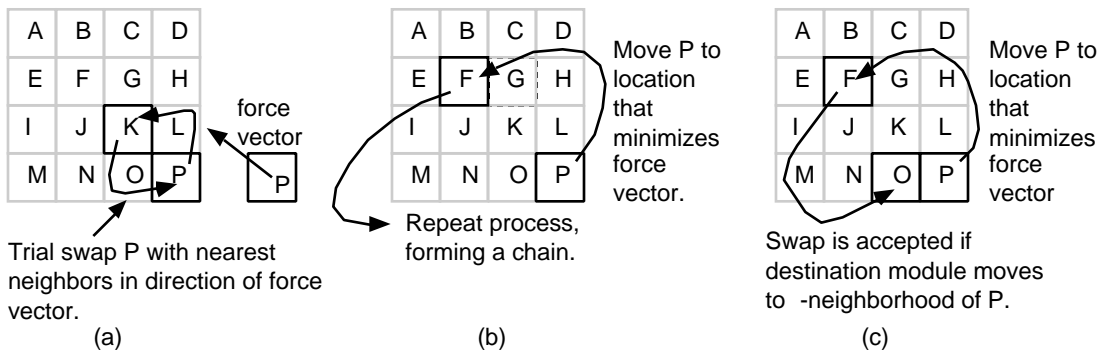 A B C D
E F G H
I J K L
M N O P
force
vector
P
Trial swap P with nearest
neighbors in direction of force
vector.
(a)
A B C D
E F G H
I J K L
M N O P
Move P to
location
that
minimizes
force
vector.
Repeat process,
forming a chain.
(b)
A B C D
E F G H
I J K L
M N O P
Move P to
location
that
minimizes
force
vector
Swap is accepted if
destination module moves
to -neighborhood of P.
(c)